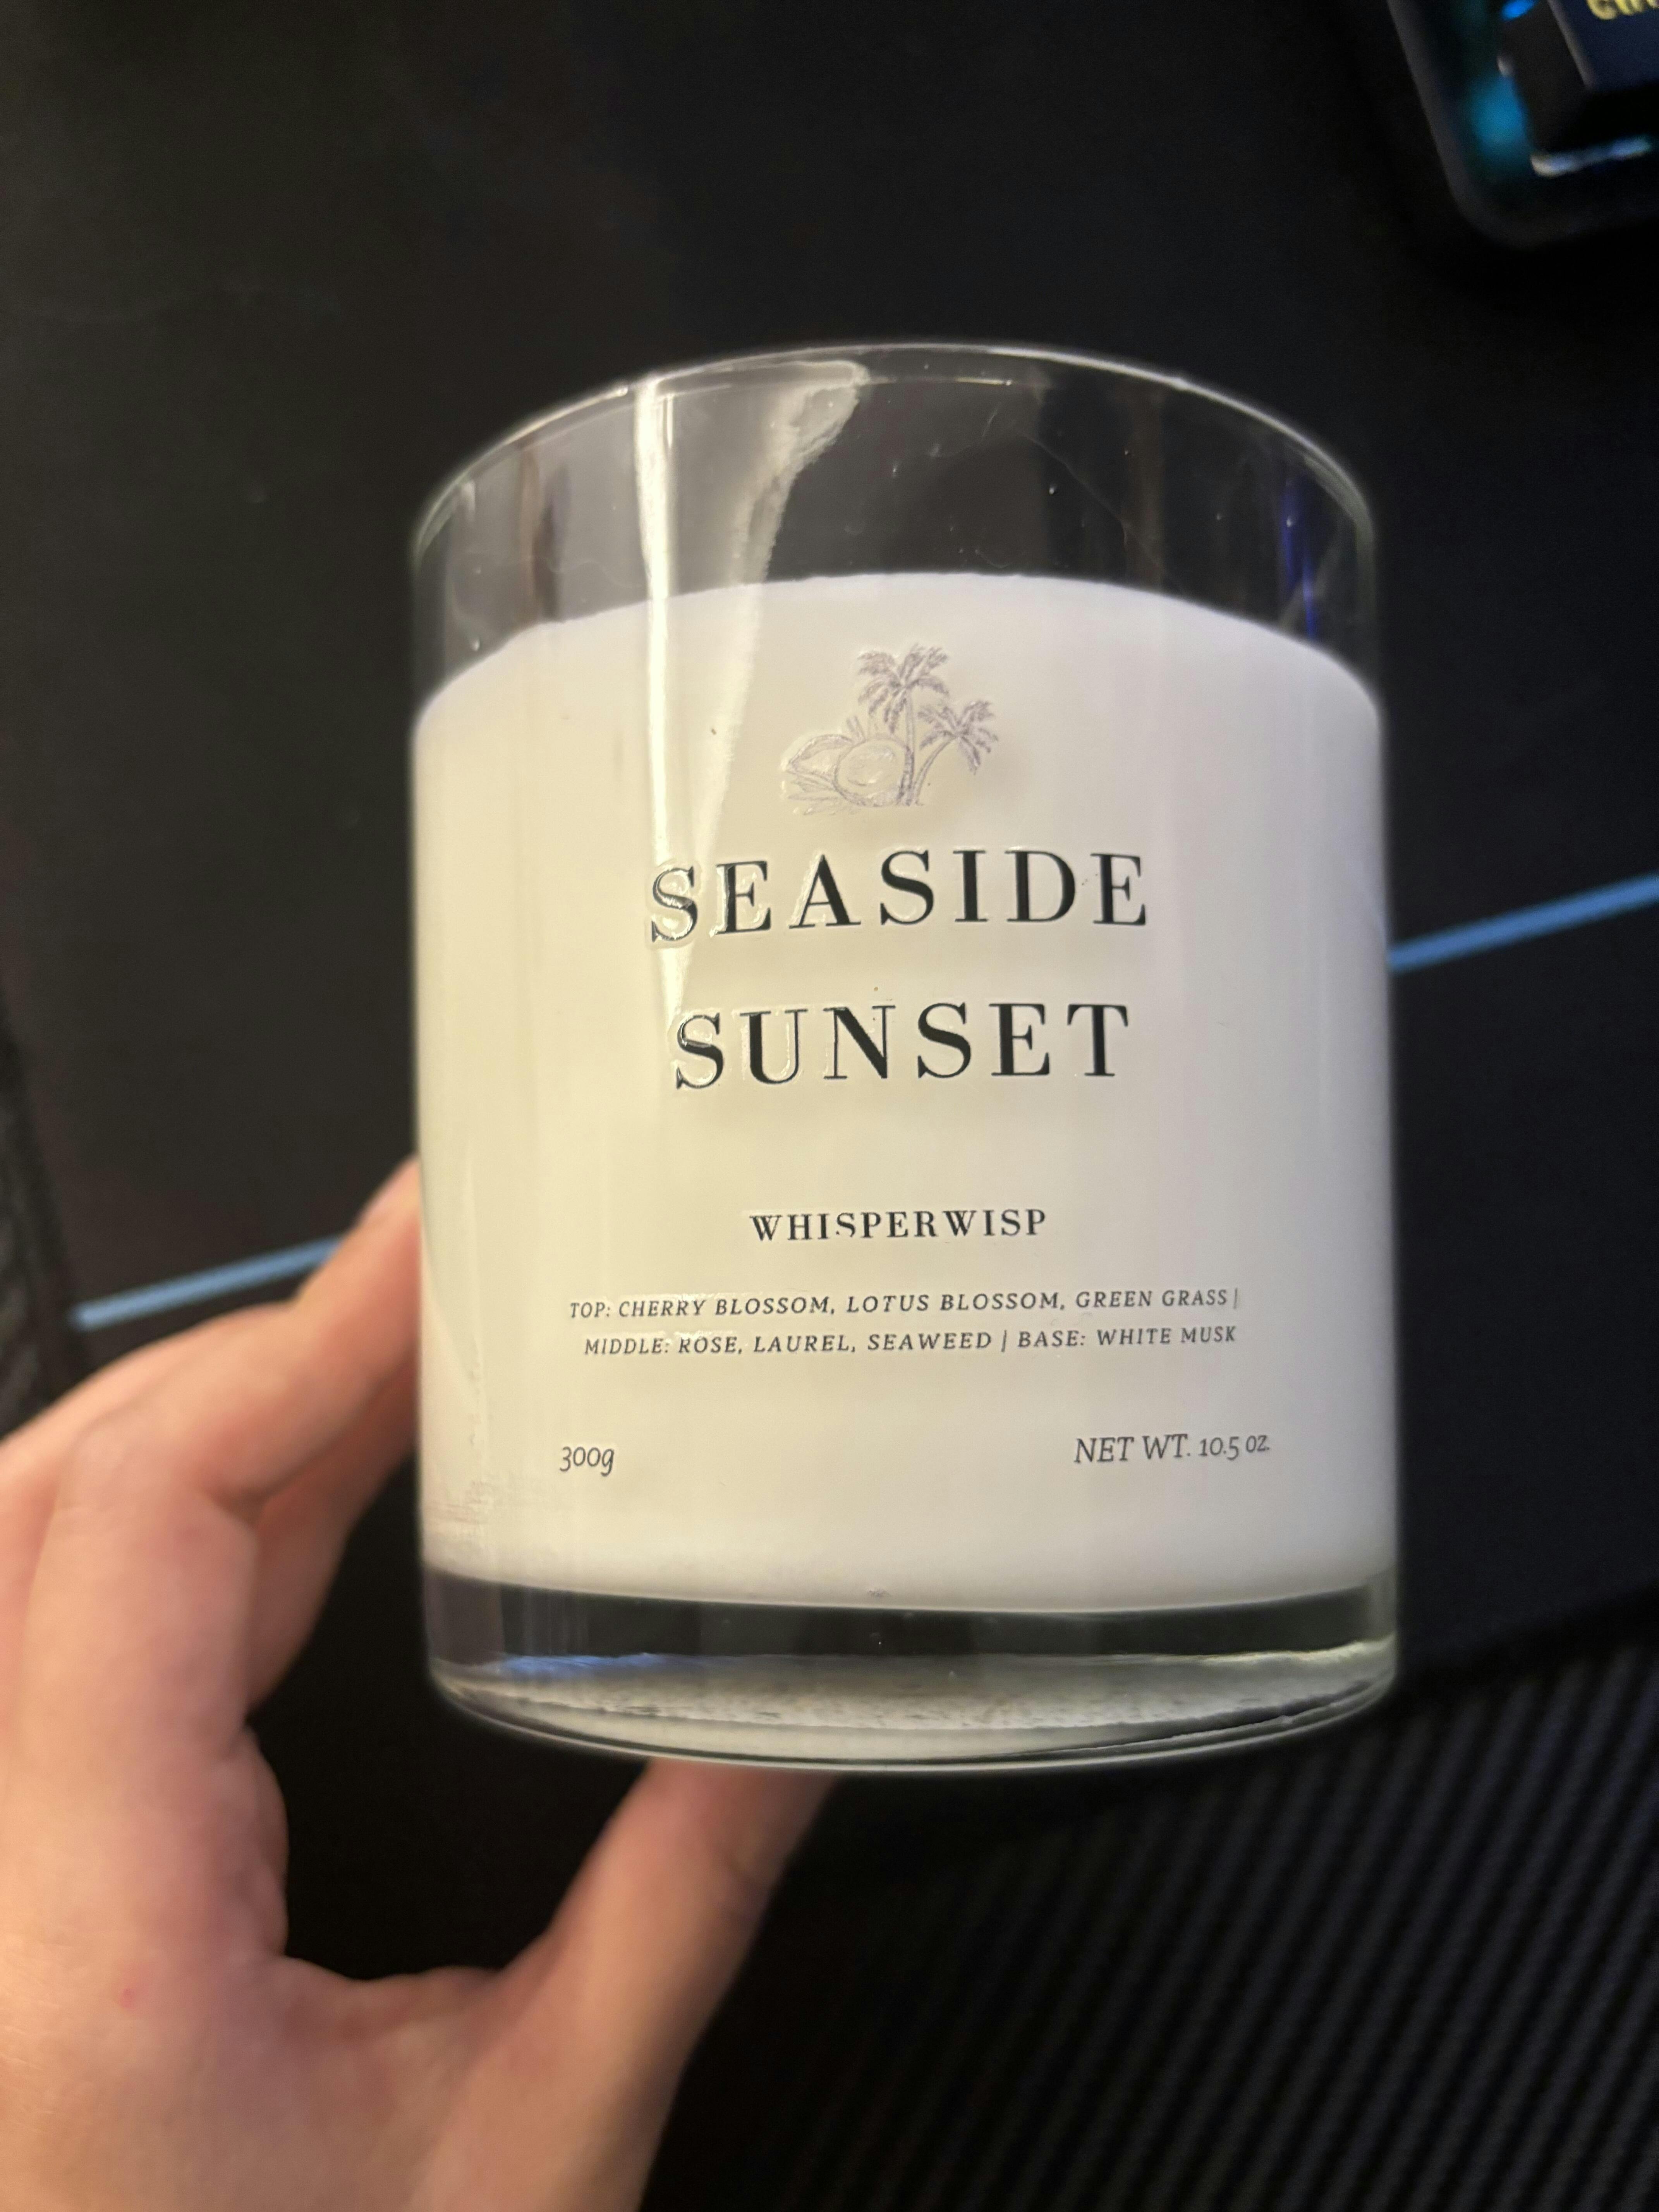 SEASIDE
SUNSET
WHISPERWISP
TOP: CHERRY BLOSSOM, LOTUS BLOSSOM, GREEN GRASS |
MIDDLE: ROSE, LAUREL, SEAWEED | BASE: WHITE MUSK
300g NET WT. 10.5 oz.